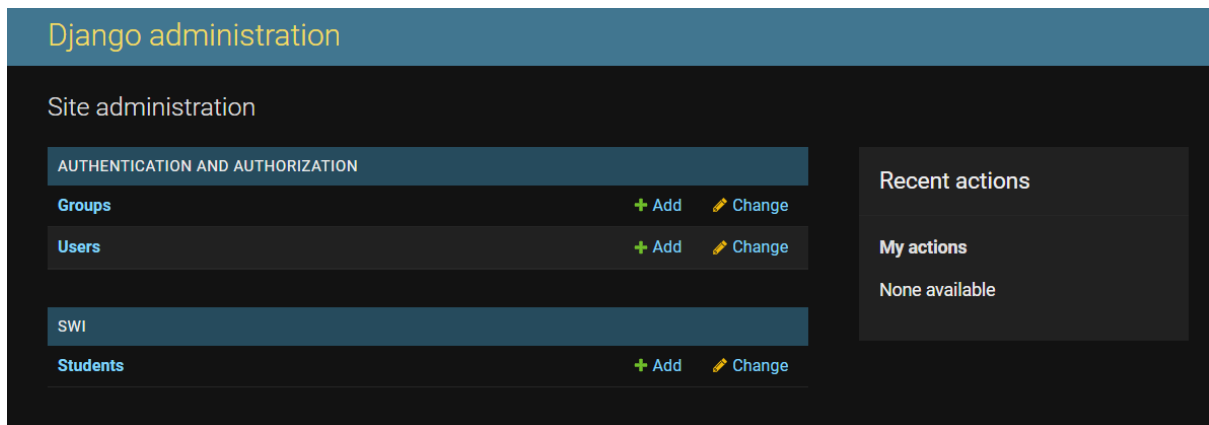 Django administration
Site administration
AUTHENTICATION AND AUTHORIZATION
Groups Add Change
Users Add Change
SWI
Students Add Change
Recent actions
My actions
None available